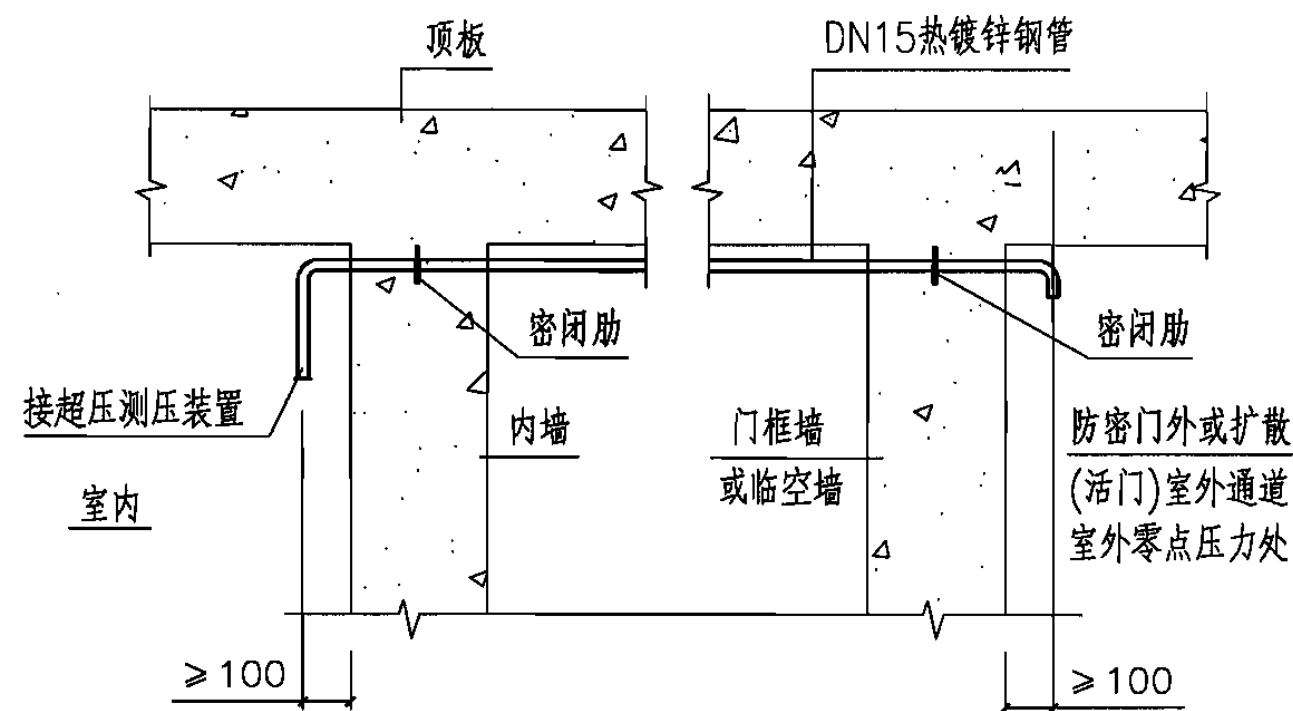 顶板
DN15热镀锌钢管
密闭肋
密闭肋
接超压测压装置
内墙
门框墙
或临空墙
防密门外或扩散
(活门)室外通道
室外零点压力处
室内
≥100
≥100